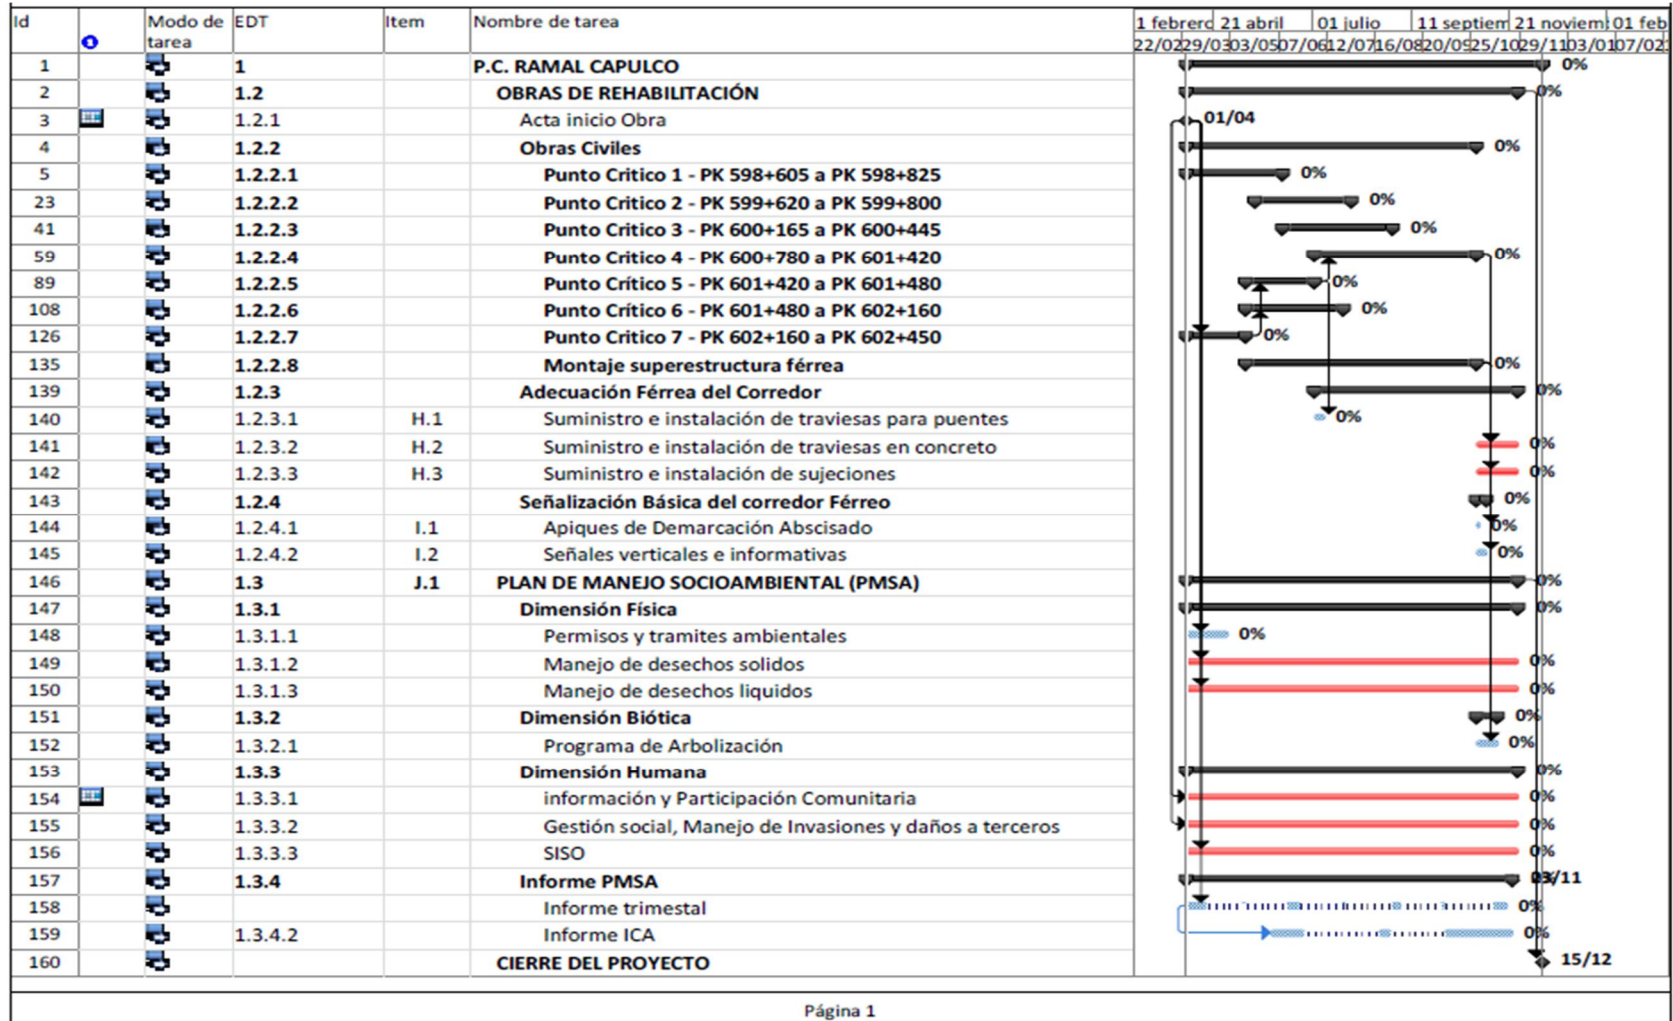 Id Modo de tarea EDT Item Nombre de tarea 1 febrero 21 abril 01 julio 11 septiem 21 noviem 01 feb
22/02 29/03 03/05 07/06 12/07 16/08 20/09 25/10 29/11 03/01 07/02
1 1 P.C. RAMAL CAPULCO 0%
2 1.2 OBRAS DE REHABILITACIÓN 0%
3 1.2.1 Acta inicio Obra 01/04
4 1.2.2 Obras Civiles 0%
5 1.2.2.1 Punto Critico 1 - PK 598+605 a PK 598+825 0%
23 1.2.2.2 Punto Critico 2 - PK 599+620 a PK 599+800 0%
41 1.2.2.3 Punto Critico 3 - PK 600+165 a PK 600+445 0%
59 1.2.2.4 Punto Critico 4 - PK 600+780 a PK 601+420 0%
89 1.2.2.5 Punto Crítico 5 - PK 601+420 a PK 601+480 0%
108 1.2.2.6 Punto Crítico 6 - PK 601+480 a PK 602+160 0%
126 1.2.2.7 Punto Critico 7 - PK 602+160 a PK 602+450 0%
135 1.2.2.8 Montaje superestructura férrea 0%
139 1.2.3 Adecuación Férrea del Corredor 0%
140 1.2.3.1 H.1 Suministro e instalación de traviesas para puentes 0%
141 1.2.3.2 H.2 Suministro e instalación de traviesas en concreto 0%
142 1.2.3.3 H.3 Suministro e instalación de sujeciones 0%
143 1.2.4 Señalización Básica del corredor Férreo 0%
144 1.2.4.1 I.1 Apiques de Demarcación Abscisado 0%
145 1.2.4.2 I.2 Señales verticales e informativas 0%
146 1.3 J.1 PLAN DE MANEJO SOCIOAMBIENTAL (PMSA) 0%
147 1.3.1 Dimensión Física 0%
148 1.3.1.1 Permisos y tramites ambientales 0%
149 1.3.1.2 Manejo de desechos solidos 0%
150 1.3.1.3 Manejo de desechos liquidos 0%
151 1.3.2 Dimensión Biótica 0%
152 1.3.2.1 Programa de Arbolización 0%
153 1.3.3 Dimensión Humana 0%
154 1.3.3.1 información y Participación Comunitaria 0%
155 1.3.3.2 Gestión social, Manejo de Invasiones y daños a terceros 0%
156 1.3.3.3 SISO 0%
157 1.3.4 Informe PMSA 23/11
158 Informe trimestal 0%
159 1.3.4.2 Informe ICA 0%
160 CIERRE DEL PROYECTO 15/12
Página 1